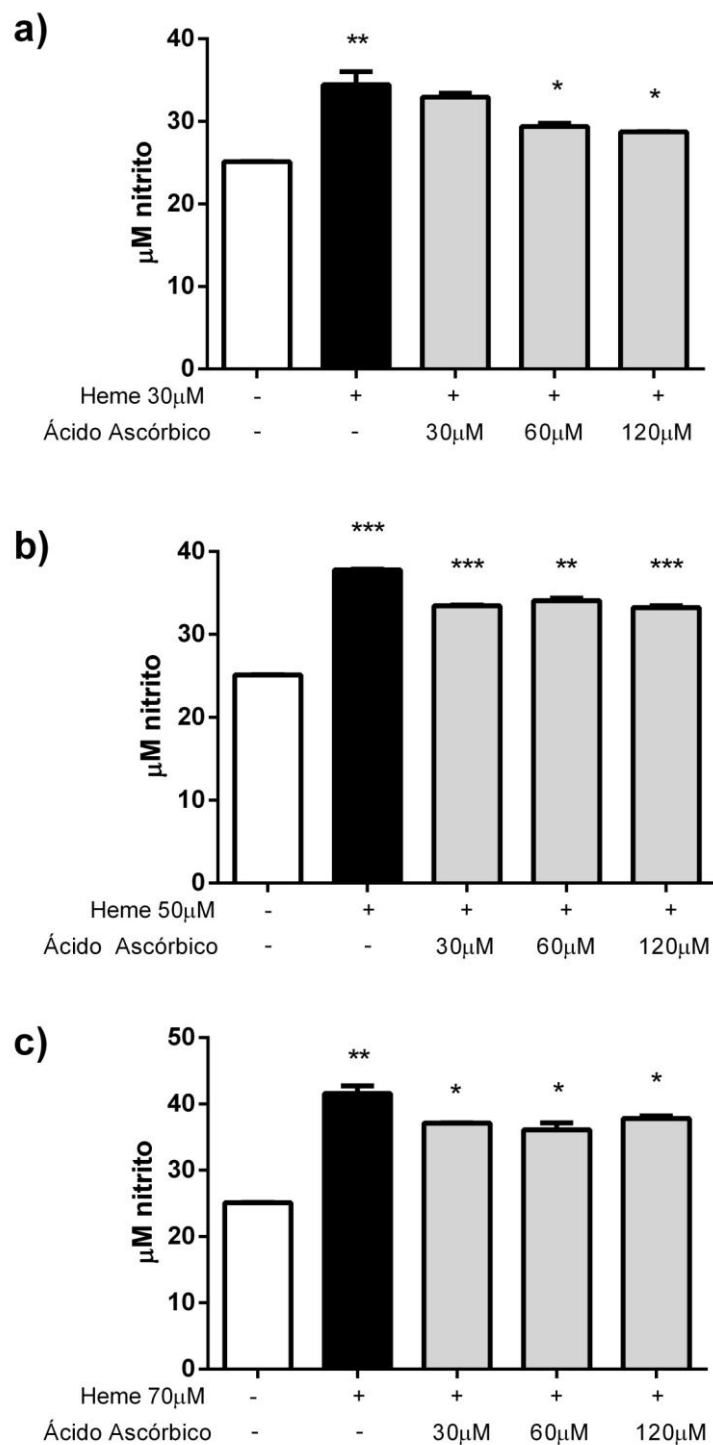 a)
**
* *
40
30
20
10
0
μM nitrito
Heme 30μM - + + + +
Ácido Ascórbico - - 30μM 60μM 120μM
b)
***
*** ** ***
40
30
20
10
0
μM nitrito
Heme 50μM - + + + +
Ácido Ascórbico - - 30μM 60μM 120μM
c)
**
* * *
50
40
30
20
10
0
μM nitrito
Heme 70μM - + + + +
Ácido Ascórbico - - 30μM 60μM 120μM